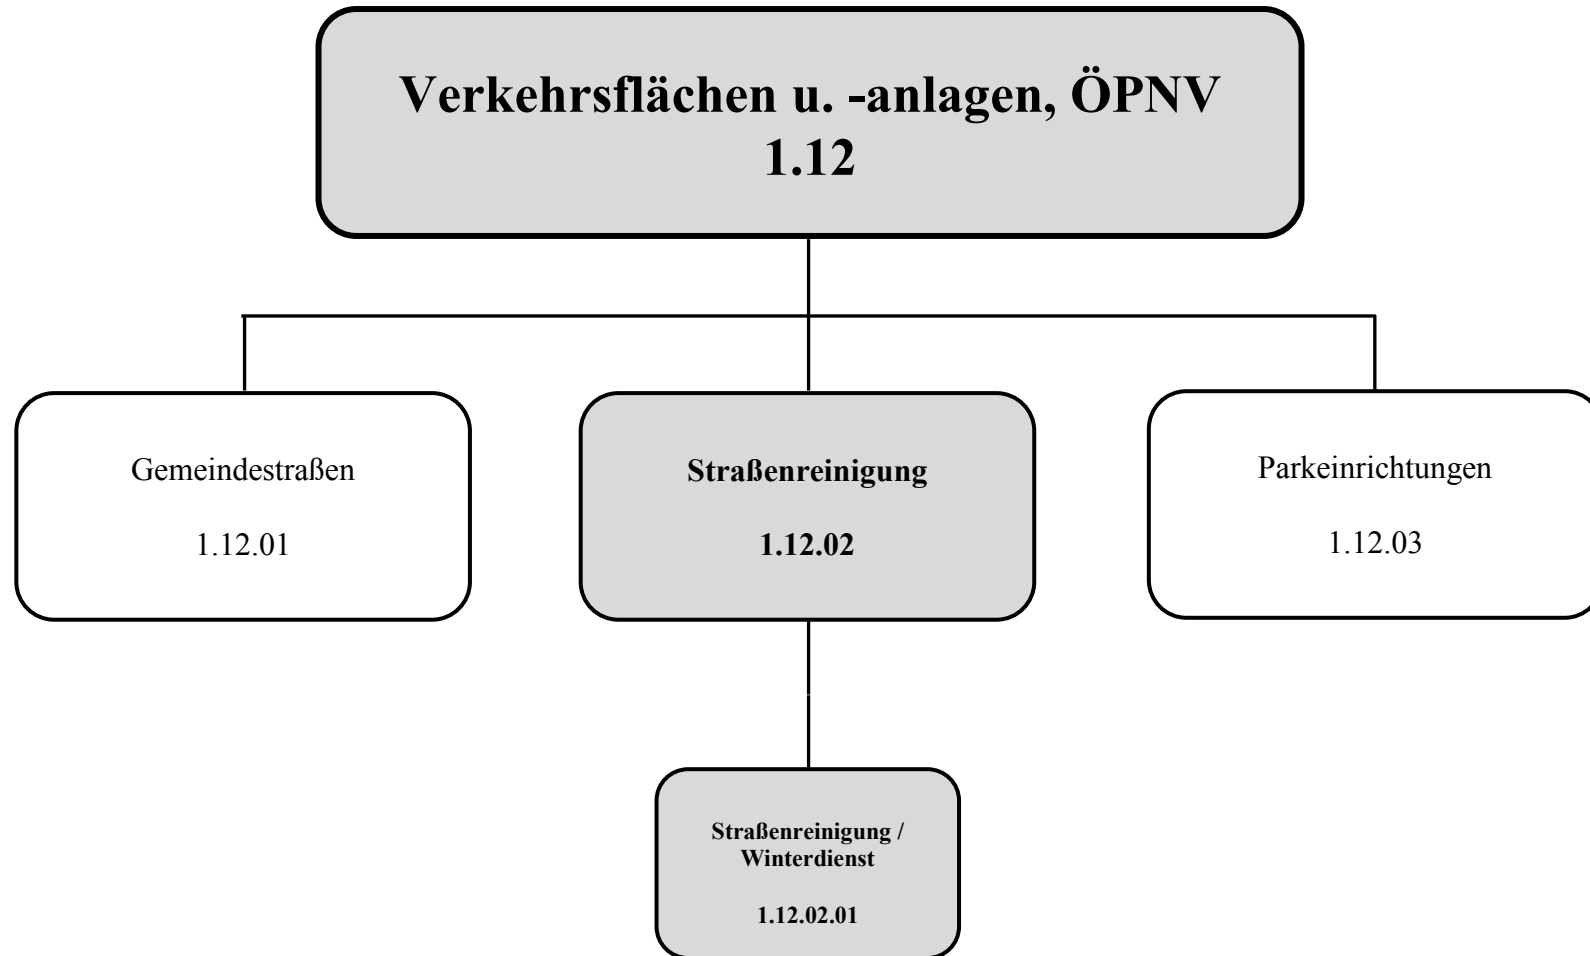 Verkehrsflächen u. -anlagen, ÖPNV
1.12
Gemeindestraßen
1.12.01
Straßenreinigung
1.12.02
Parkeinrichtungen
1.12.03
Straßenreinigung /
Winterdienst
1.12.02.01